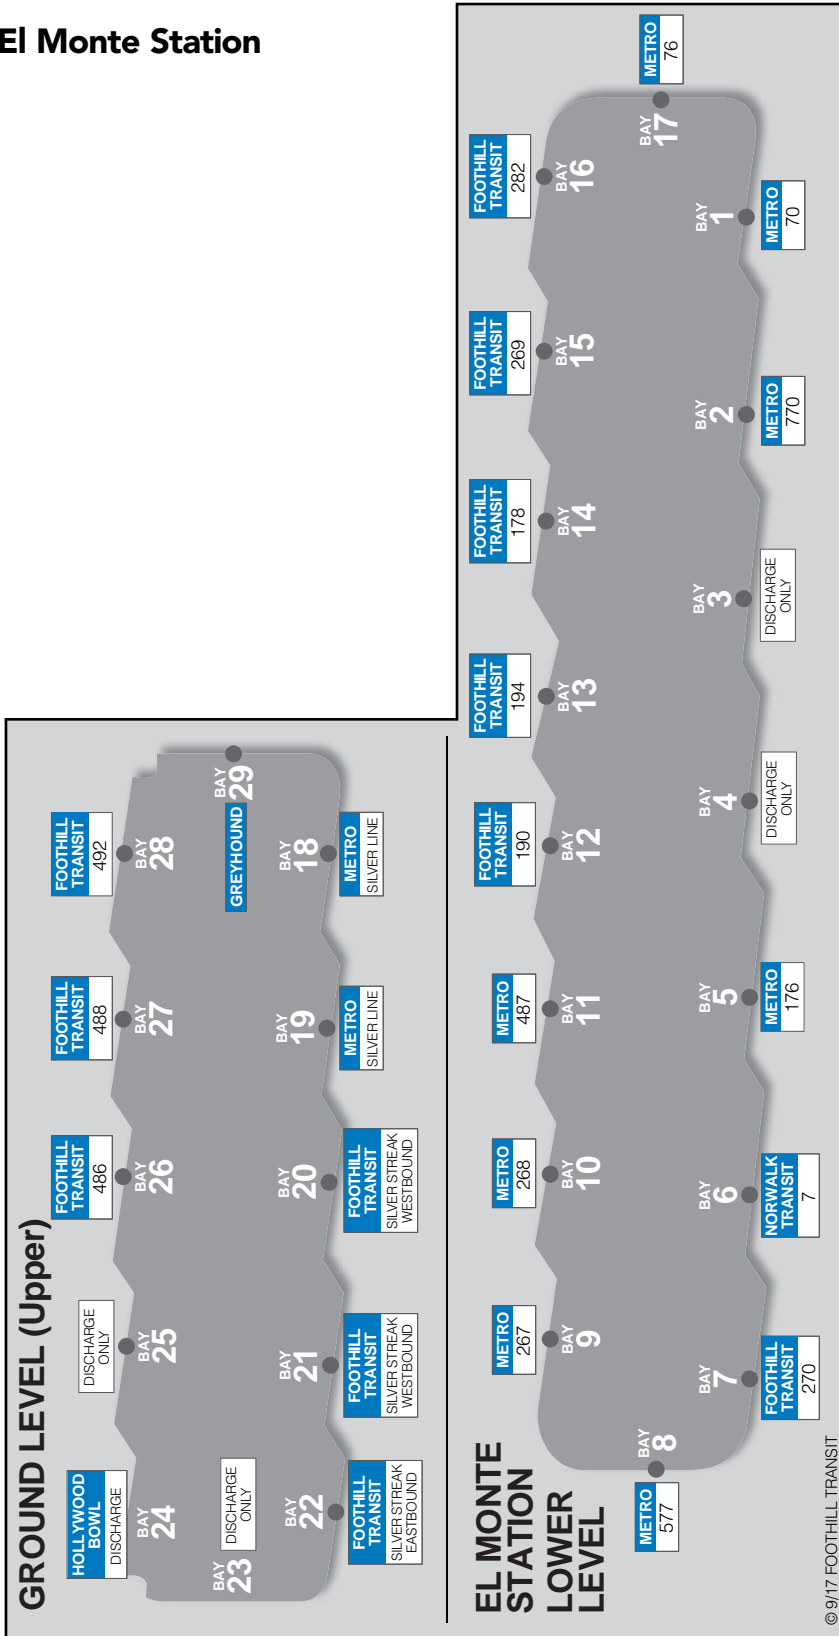 El Monte Station
GROUND LEVEL (Upper)
HOLLYWOOD
BOWL
DISCHARGE
BAY
24
DISCHARGE
ONLY
BAY
25
FOOTHILL
TRANSIT
486
BAY
26
FOOTHILL
TRANSIT
488
BAY
27
FOOTHILL
TRANSIT
492
BAY
28
BAY
23
DISCHARGE
ONLY
GREYHOUND
BAY
29
BAY
22
FOOTHILL
TRANSIT
SILVER STREAK
EASTBOUND
BAY
21
FOOTHILL
TRANSIT
SILVER STREAK
WESTBOUND
BAY
20
FOOTHILL
TRANSIT
SILVER STREAK
WESTBOUND
BAY
19
METRO
SILVER LINE
BAY
18
METRO
SILVER LINE
EL MONTE
STATION
LOWER
LEVEL
METRO
267
BAY
9
METRO
268
BAY
10
METRO
487
BAY
11
FOOTHILL
TRANSIT
190
BAY
12
FOOTHILL
TRANSIT
194
BAY
13
FOOTHILL
TRANSIT
178
BAY
14
FOOTHILL
TRANSIT
269
BAY
15
FOOTHILL
TRANSIT
282
BAY
16
METRO
577
BAY
8
BAY
17
METRO
76
BAY
7
FOOTHILL
TRANSIT
270
BAY
6
NORWALK
TRANSIT
7
BAY
5
METRO
176
BAY
4
DISCHARGE
ONLY
BAY
3
DISCHARGE
ONLY
BAY
2
METRO
770
BAY
1
METRO
70
© 9/17 FOOTHILL TRANSIT